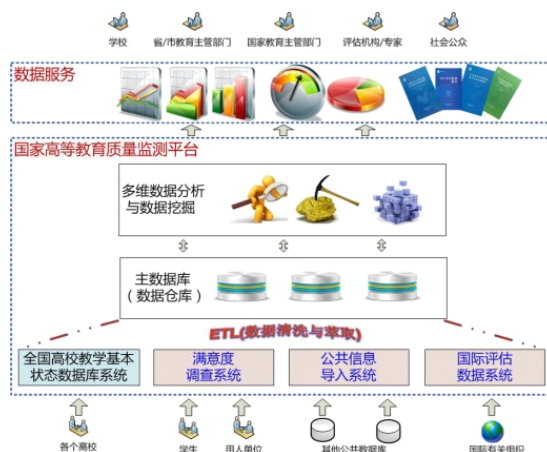 学校
省/市教育主管部门
国家教育主管部门
评估机构/专家
社会公众
数据服务
国家高等教育质量监测平台
多维数据分析
与数据挖掘
主数据库
（数据仓库）
ETL(数据清洗与萃取)
全国高校教学基本
状态数据库系统
满意度
调查系统
公共信息
导入系统
国际评估
数据系统
各个高校
学生
用人单位
其他公共数据库
国际有关组织